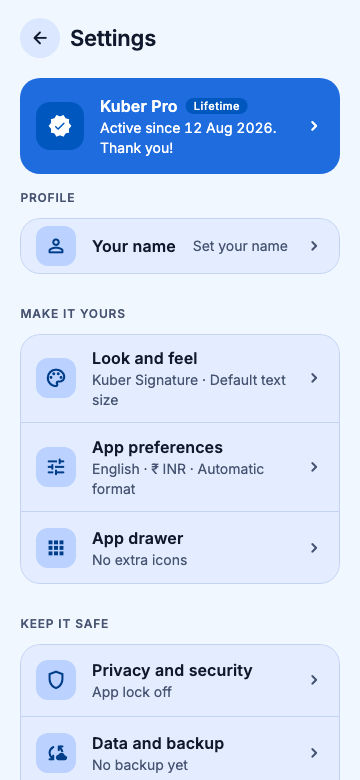 Settings
Kuber Pro Lifetime
Active since 12 Aug 2026.
Thank you!
PROFILE
Your name Set your name
MAKE IT YOURS
Look and feel
Kuber Signature · Default text
size
App preferences
English · ₹ INR · Automatic
format
App drawer
No extra icons
KEEP IT SAFE
Privacy and security
App lock off
Data and backup
No backup yet